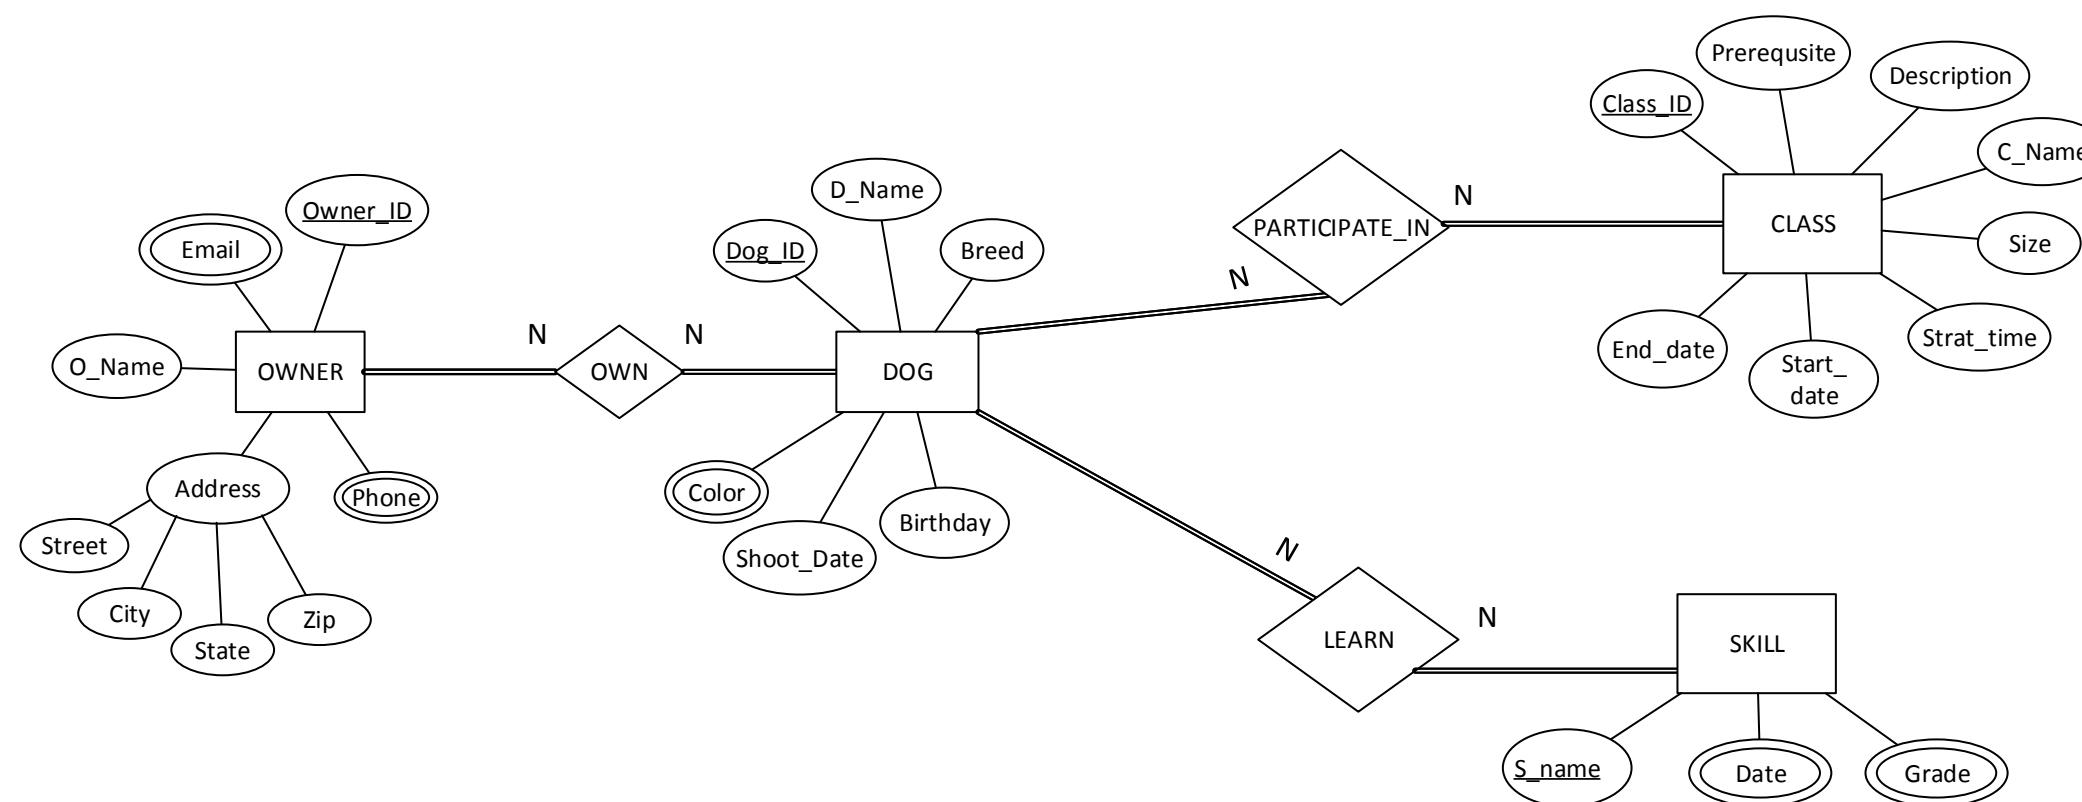 Prerequsite
Description
Class_ID
C_Name
N
CLASS
PARTICIPATE_IN
Size
N
End_date
Start_
date
Strat_time
D_Name
Dog_ID
Breed
Owner_ID
Email
N
N
O_Name
OWNER
OWN
DOG
Address
Phone
Color
Birthday
Shoot_Date
Street
City
State
Zip
N
N
LEARN
SKILL
S_name
Date
Grade